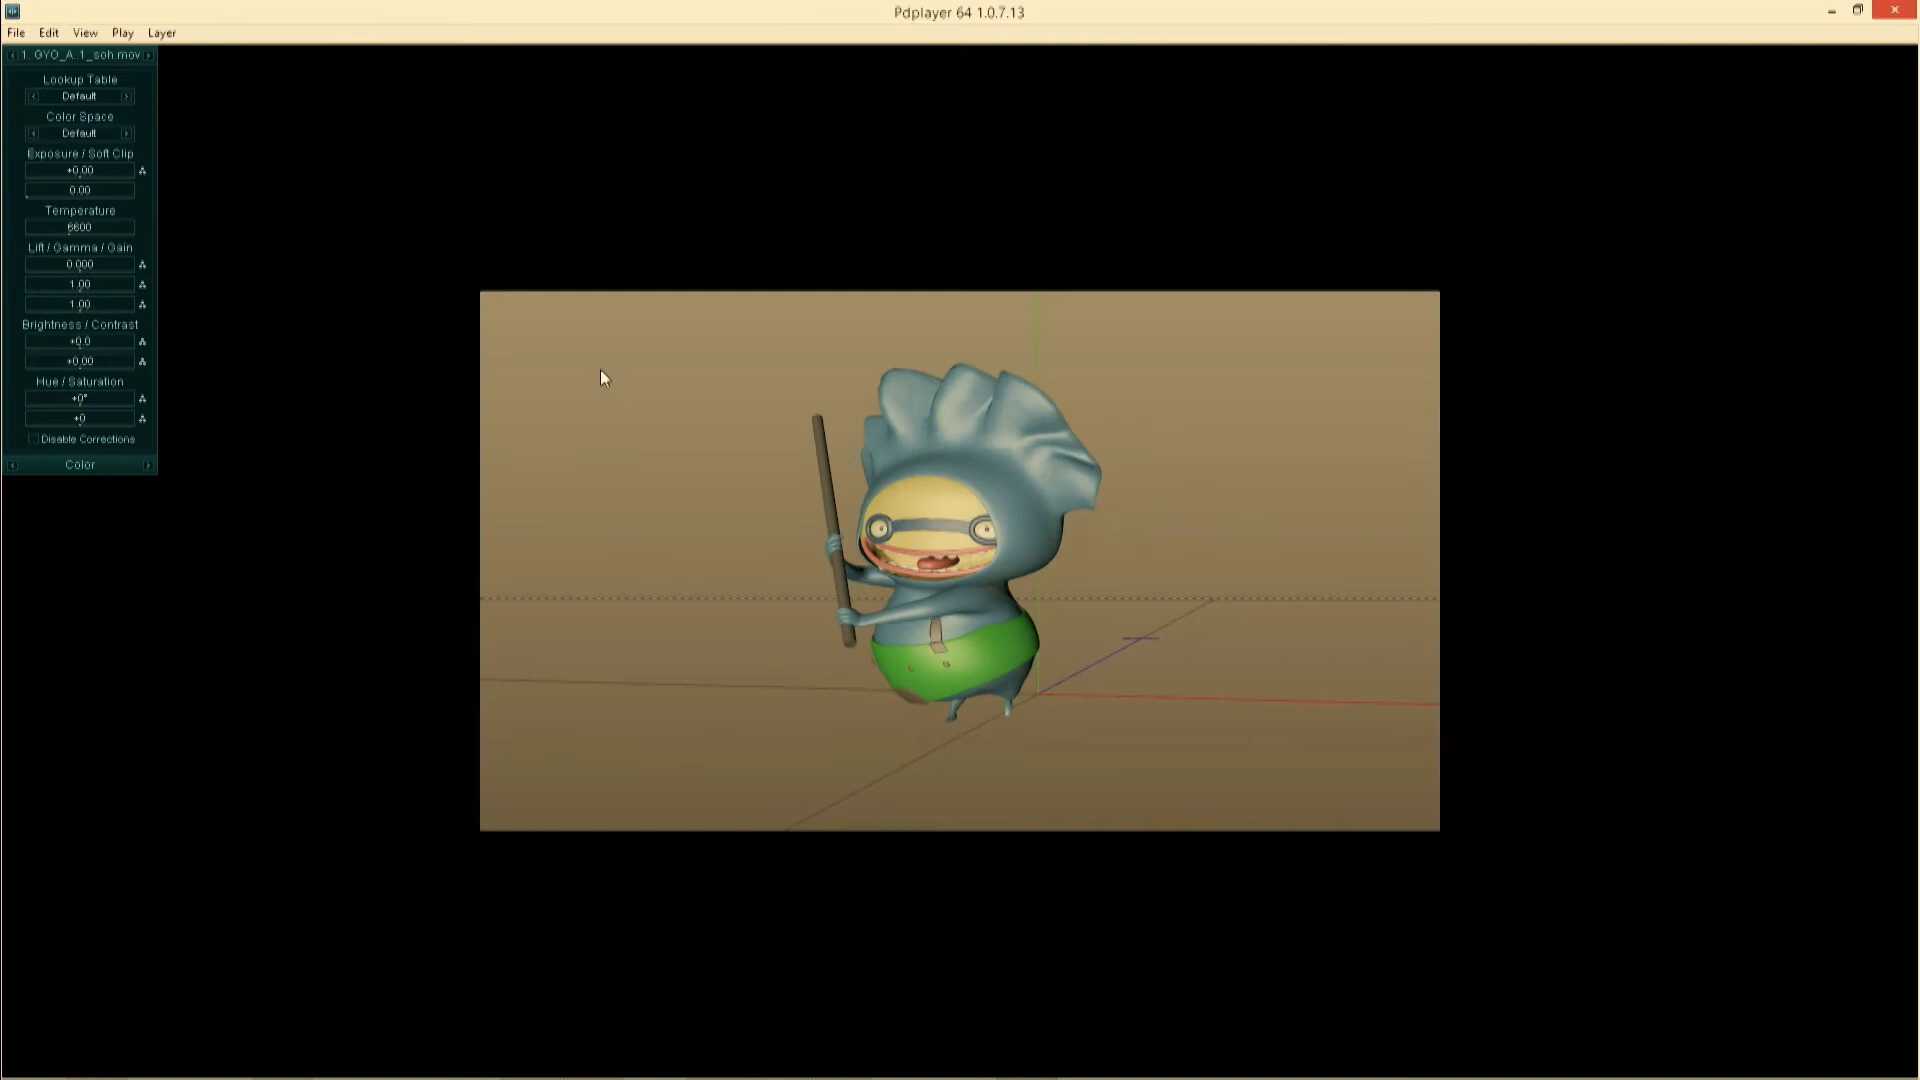 Pdplayer 64 1.0.7.13
File Edit View Play Layer
1. GYO_A..1_soh.mov
Lookup Table
Default
Color Space
Default
Exposure / Soft Clip
+0.00
0.00
Temperature
6600
Lift / Gamma / Gain
0.000
1.00
1.00
Brightness / Contrast
+0.0
+0.00
Hue / Saturation
+0°
+0
Disable Corrections
Color